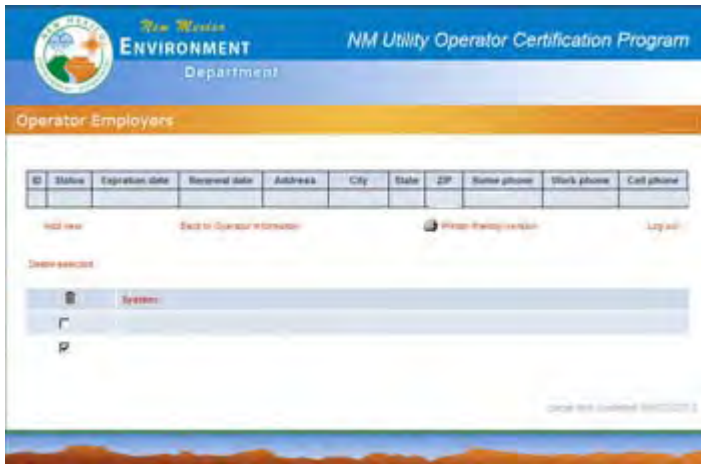 NEW MEXICO
New Mexico
ENVIRONMENT
Department
NM Utility Operator Certification Program
Operator Employers
ID Status Expiration date Renewal date Address City State ZIP Home phone Work phone Cell phone
Add new Back to Operator Information Printer friendly version Log out
Delete selected
System